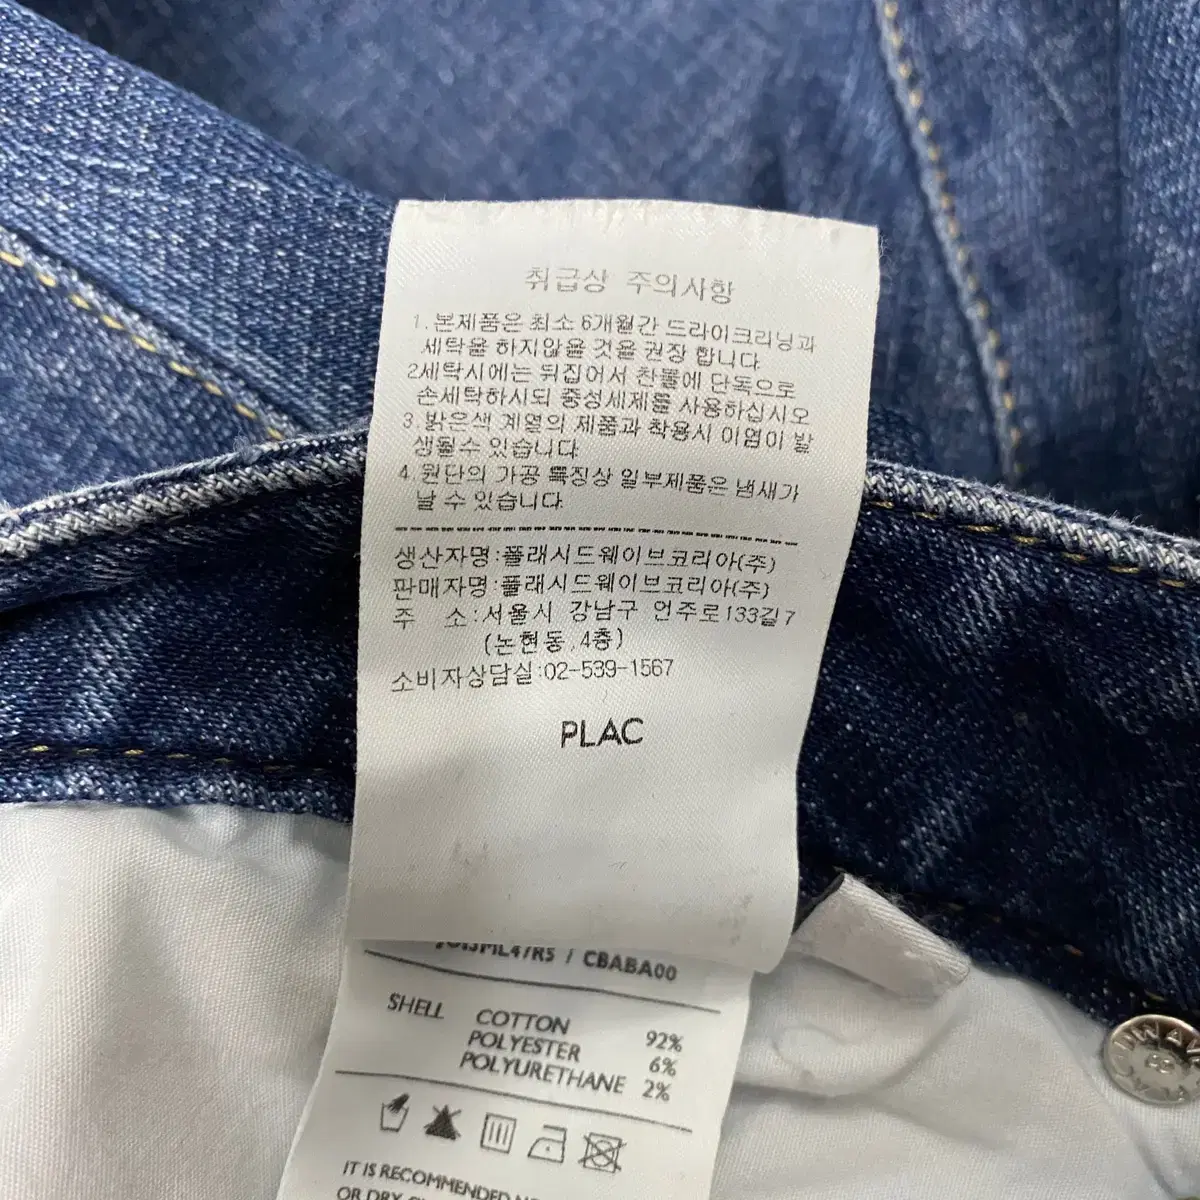 취급상 주의사항
1. 본제품은 최소 6개월간 드라이크리닝과
세탁을 하지않을 것을 권장 합니다
2세탁시에는 뒤집어서 찬물에 단독으로
손세탁하시되 중성세제를 사용하십시오
3. 밝은색 계열의 제품과 착용시 이염이 발
생될수 있습니다
4. 원단의 가공 특징상 일부제품은 냄새가
날 수 있습니다.
생산자명:플래시드웨이브코리아(주)
판매자명:플래시드웨이브코리아(주)
주 소:서울시 강남구 언주로133길7
(논현동,4층)
소비자상담실:02-539-1567
PLAC
/ CBABA00
SHELL COTTON 92%
POLYESTER 6%
POLYURETHANE 2%
IT IS RECOMMENDED
OR DRY